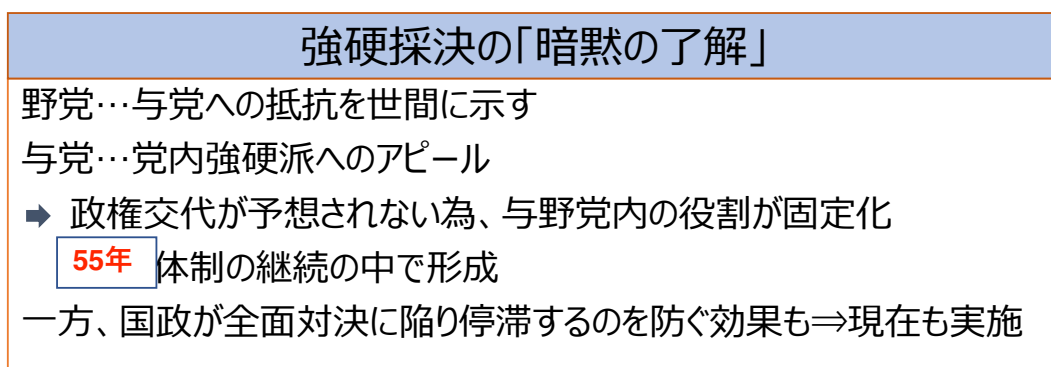 強硬採決の「暗黙の了解」
野党…与党への抵抗を世間に示す
与党…党内強硬派へのアピール
➡ 政権交代が予想されない為、与野党内の役割が固定化
55年体制の継続の中で形成
一方、国政が全面対決に陥り停滞するのを防ぐ効果も⇒現在も実施